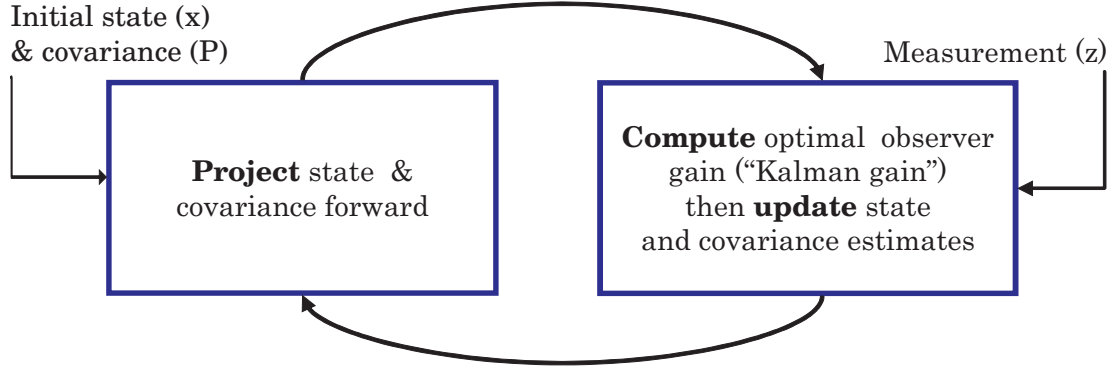 Initial state (x)
& covariance (P)
Measurement (z)
Project state &
covariance forward
Compute optimal observer
gain (“Kalman gain”)
then update state
and covariance estimates